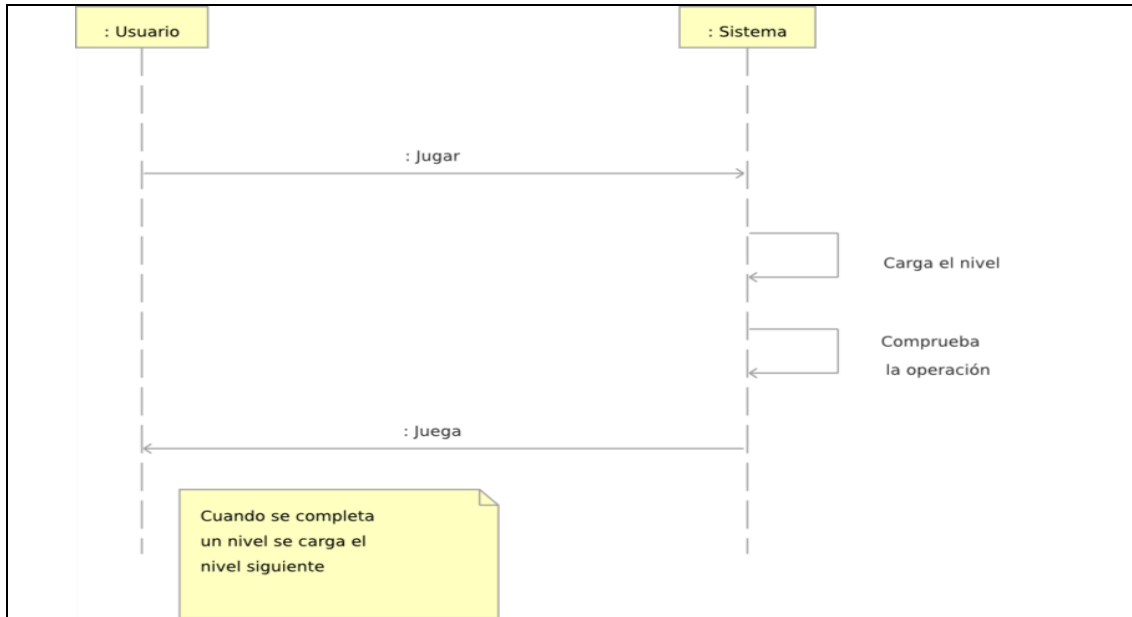 : Usuario
: Sistema
: Jugar
Carga el nivel
Comprueba
la operación
: Juega
Cuando se completa
un nivel se carga el
nivel siguiente